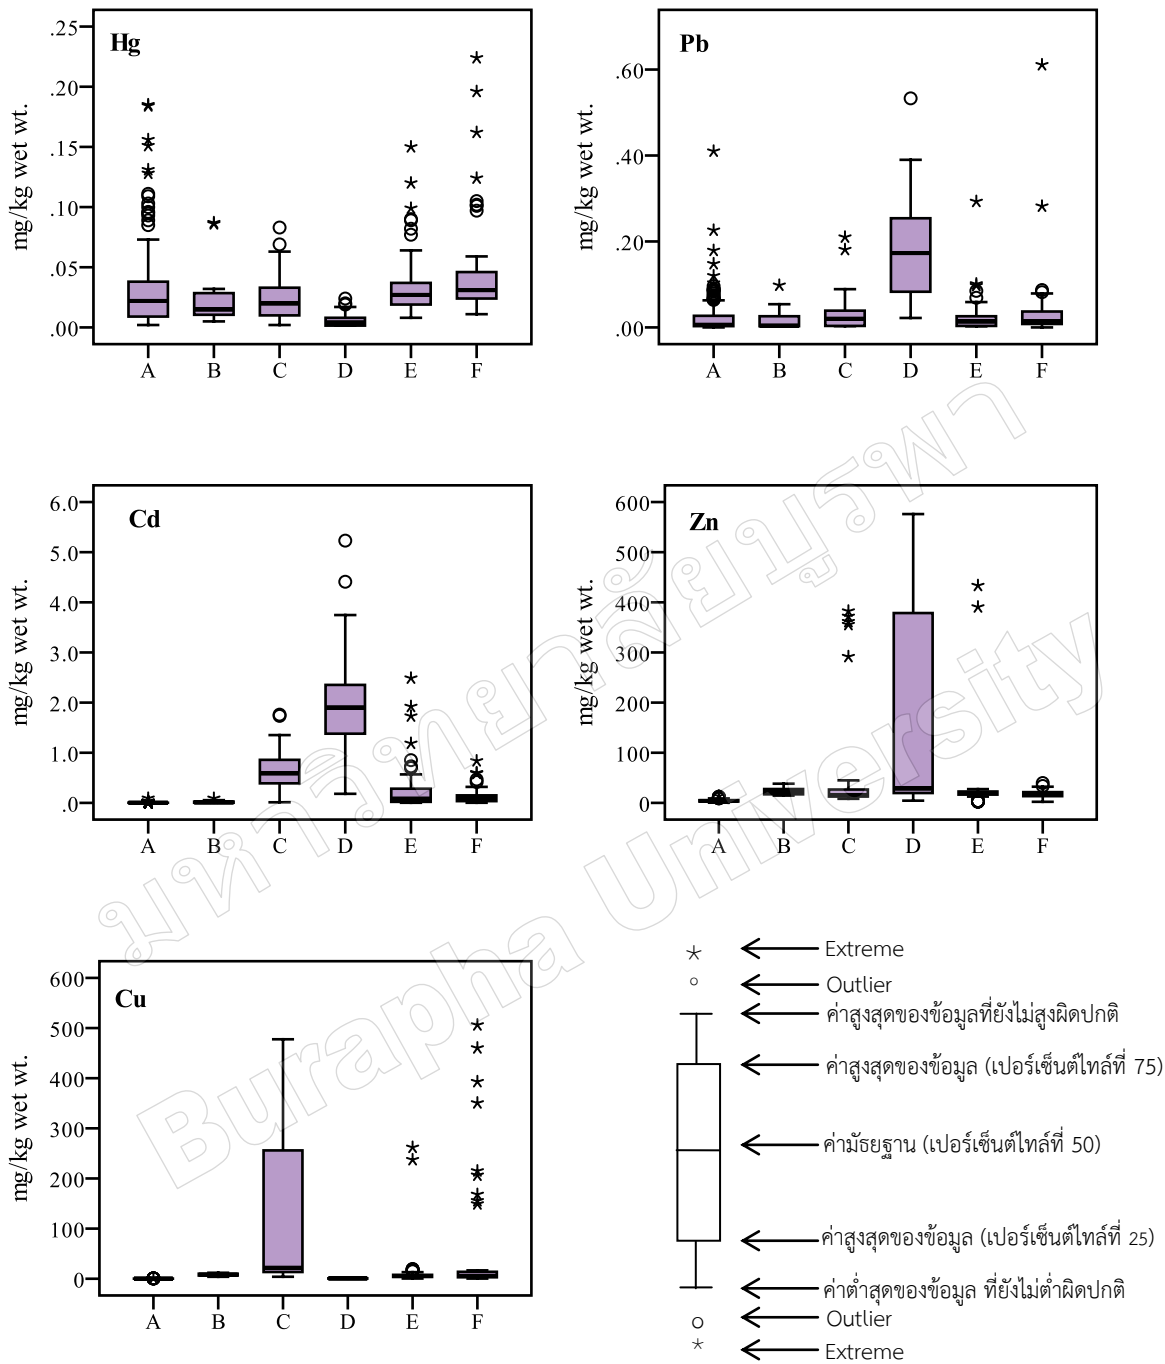 Hg
mg/kg wet wt.
.25
.20
.15
.10
.05
.00
A B C D E F
Pb
mg/kg wet wt.
.60
.40
.20
.00
A B C D E F
Cd
mg/kg wet wt.
6.0
5.0
4.0
3.0
2.0
1.0
.0
A B C D E F
Zn
mg/kg wet wt.
600
500
400
300
200
100
0
A B C D E F
Cu
mg/kg wet wt.
600
500
400
300
200
100
0
A B C D E F
Extreme
Outlier
ค่าสูงสุดของข้อมูลที่ยังไม่สูงผิดปกติ
ค่าสูงสุดของข้อมูล (เปอร์เซ็นต์ไทล์ที่ 75)
ค่ามัธยฐาน (เปอร์เซ็นต์ไทล์ที่ 50)
ค่าสูงสุดของข้อมูล (เปอร์เซ็นต์ไทล์ที่ 25)
ค่าต่ำสุดของข้อมูล ที่ยังไม่ต่ำผิดปกติ
Outlier
Extreme
มหาวิทยาลัยบูรพา
Burapha University